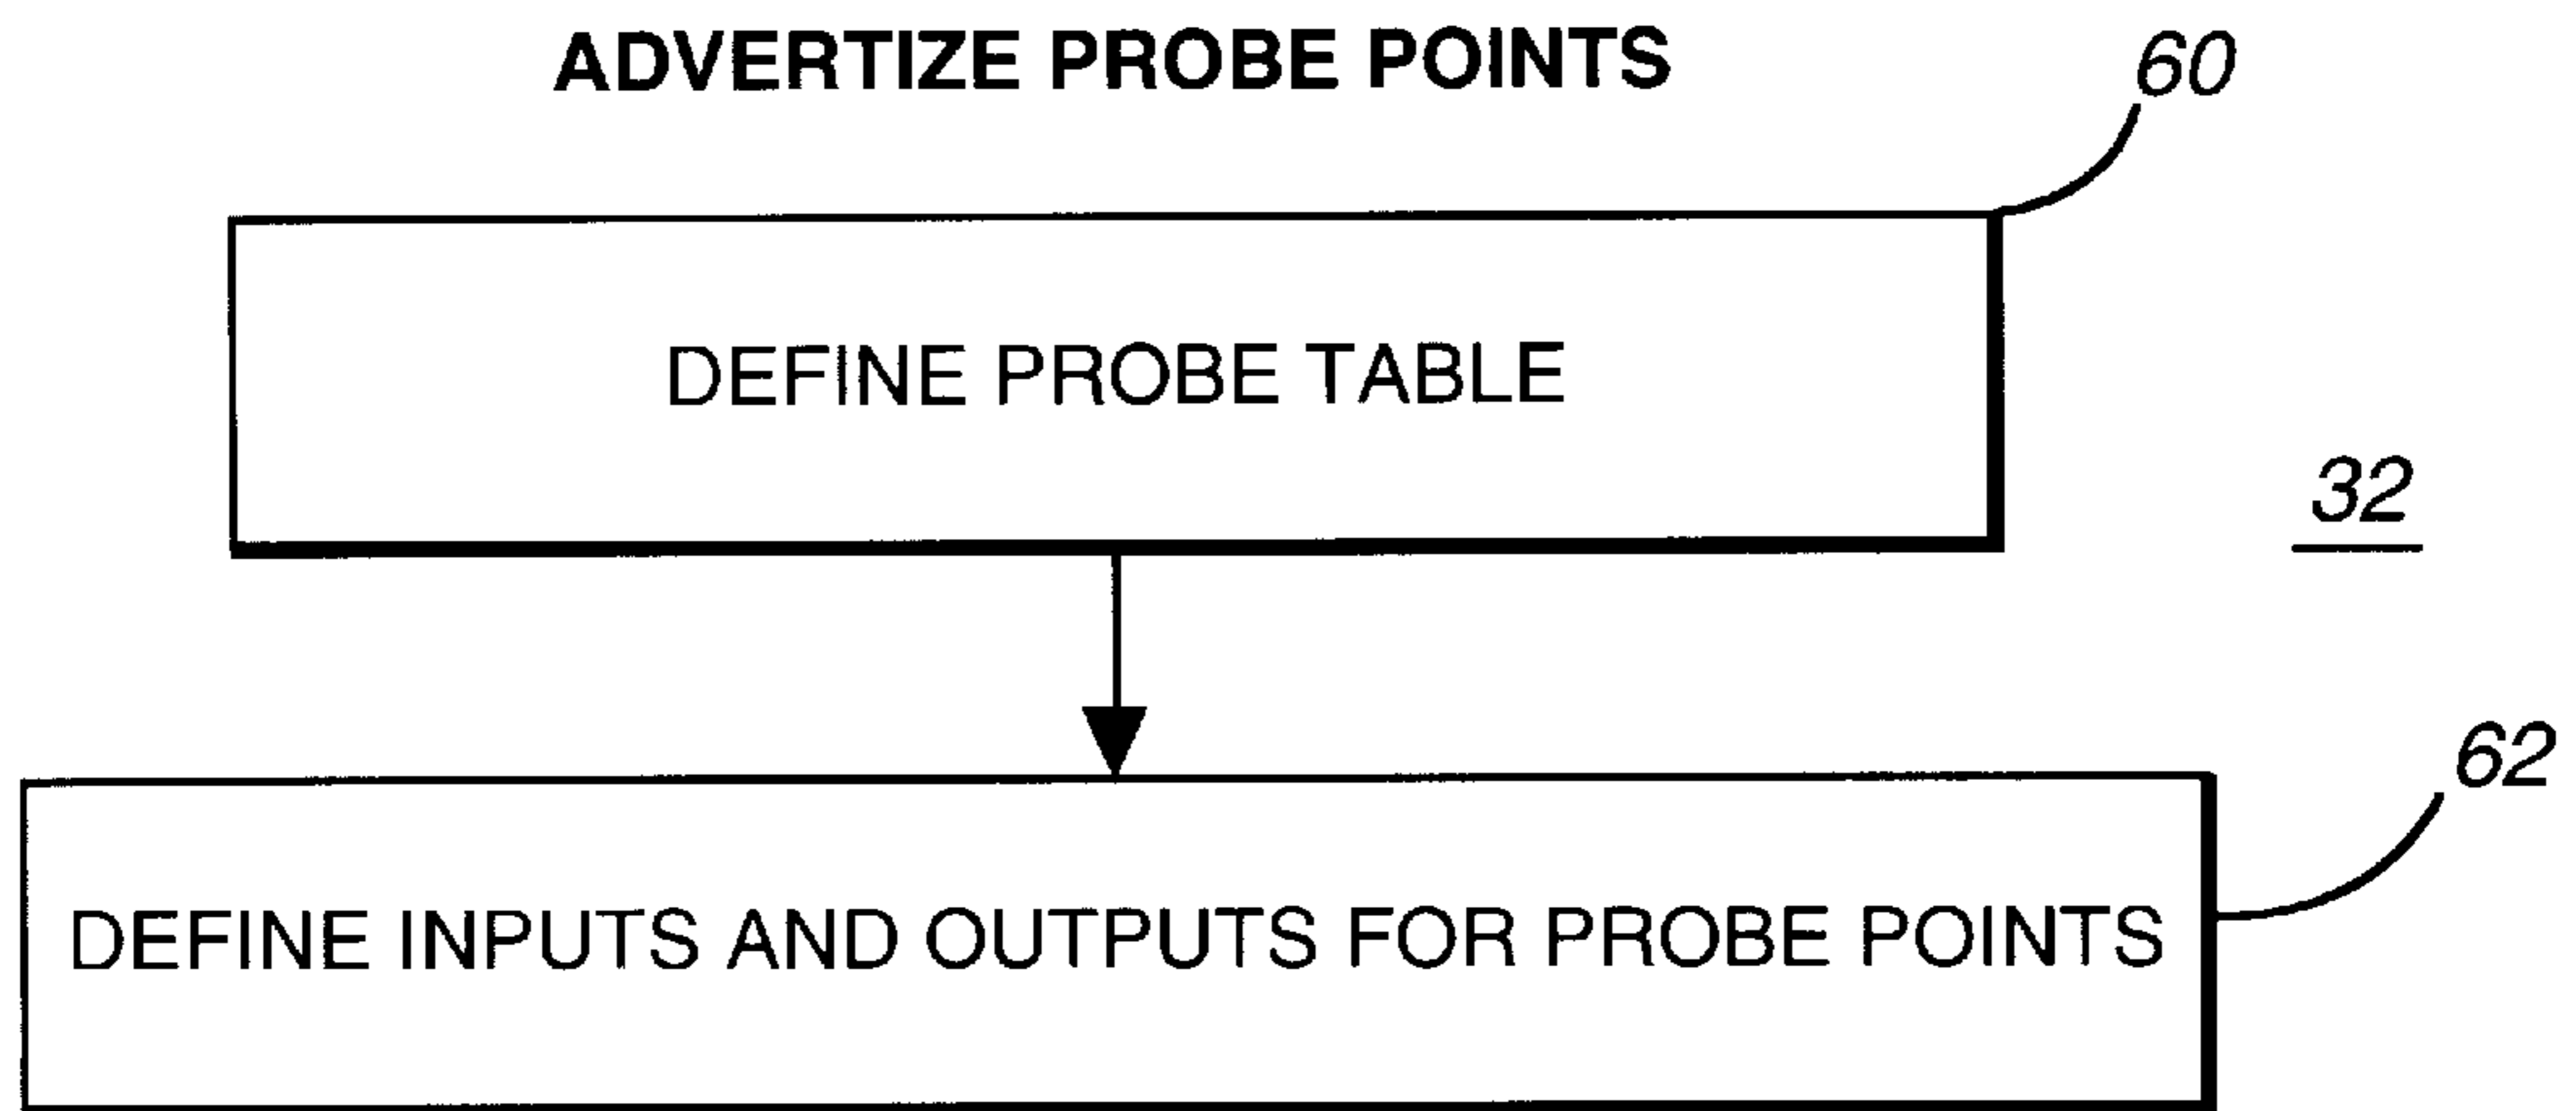 ADVERTIZE PROBE POINTS
60
DEFINE PROBE TABLE
32
62
DEFINE INPUTS AND OUTPUTS FOR PROBE POINTS